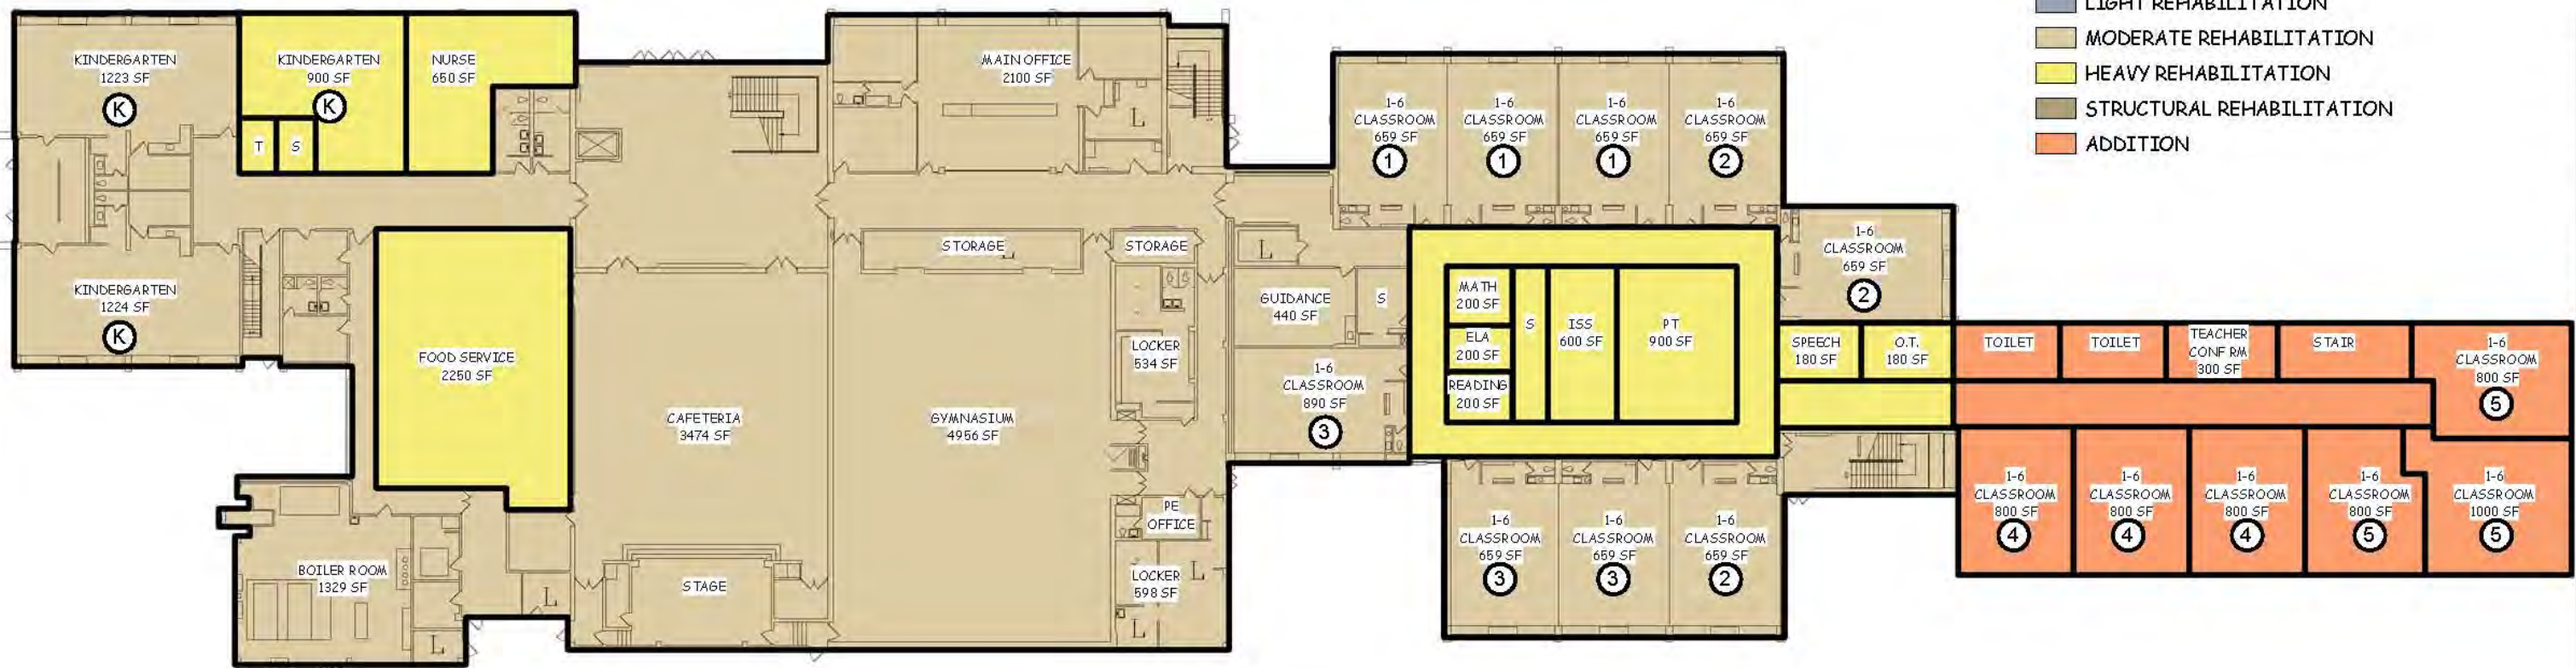 LIGHT REHABILITATION
MODERATE REHABILITATION
HEAVY REHABILITATION
STRUCTURAL REHABILITATION
ADDITION
KINDERGARTEN
1223 SF
K
KINDERGARTEN
900 SF
K
T
S
NURSE
650 SF
MAIN OFFICE
2100 SF
L
1-6
CLASSROOM
659 SF
1
1-6
CLASSROOM
659 SF
1
1-6
CLASSROOM
659 SF
1
1-6
CLASSROOM
659 SF
2
1-6
CLASSROOM
659 SF
2
KINDERGARTEN
1224 SF
K
FOOD SERVICE
2250 SF
CAFETERIA
3474 SF
STORAGE
STORAGE
GYMNASIUM
4956 SF
LOCKER
534 SF
L
GUIDANCE
440 SF
S
1-6
CLASSROOM
890 SF
3
MATH
200 SF
ELA
200 SF
READING
200 SF
S
ISS
600 SF
PT
900 SF
SPEECH
180 SF
O.T.
180 SF
TOILET
TOILET
TEACHER
CONF RM
300 SF
STAIR
1-6
CLASSROOM
800 SF
5
BOILER ROOM
1329 SF
L
L
STAGE
PE
OFFICE
LOCKER
598 SF
L
L
1-6
CLASSROOM
659 SF
3
1-6
CLASSROOM
659 SF
3
1-6
CLASSROOM
659 SF
2
1-6
CLASSROOM
800 SF
4
1-6
CLASSROOM
800 SF
4
1-6
CLASSROOM
800 SF
4
1-6
CLASSROOM
800 SF
5
1-6
CLASSROOM
1000 SF
5